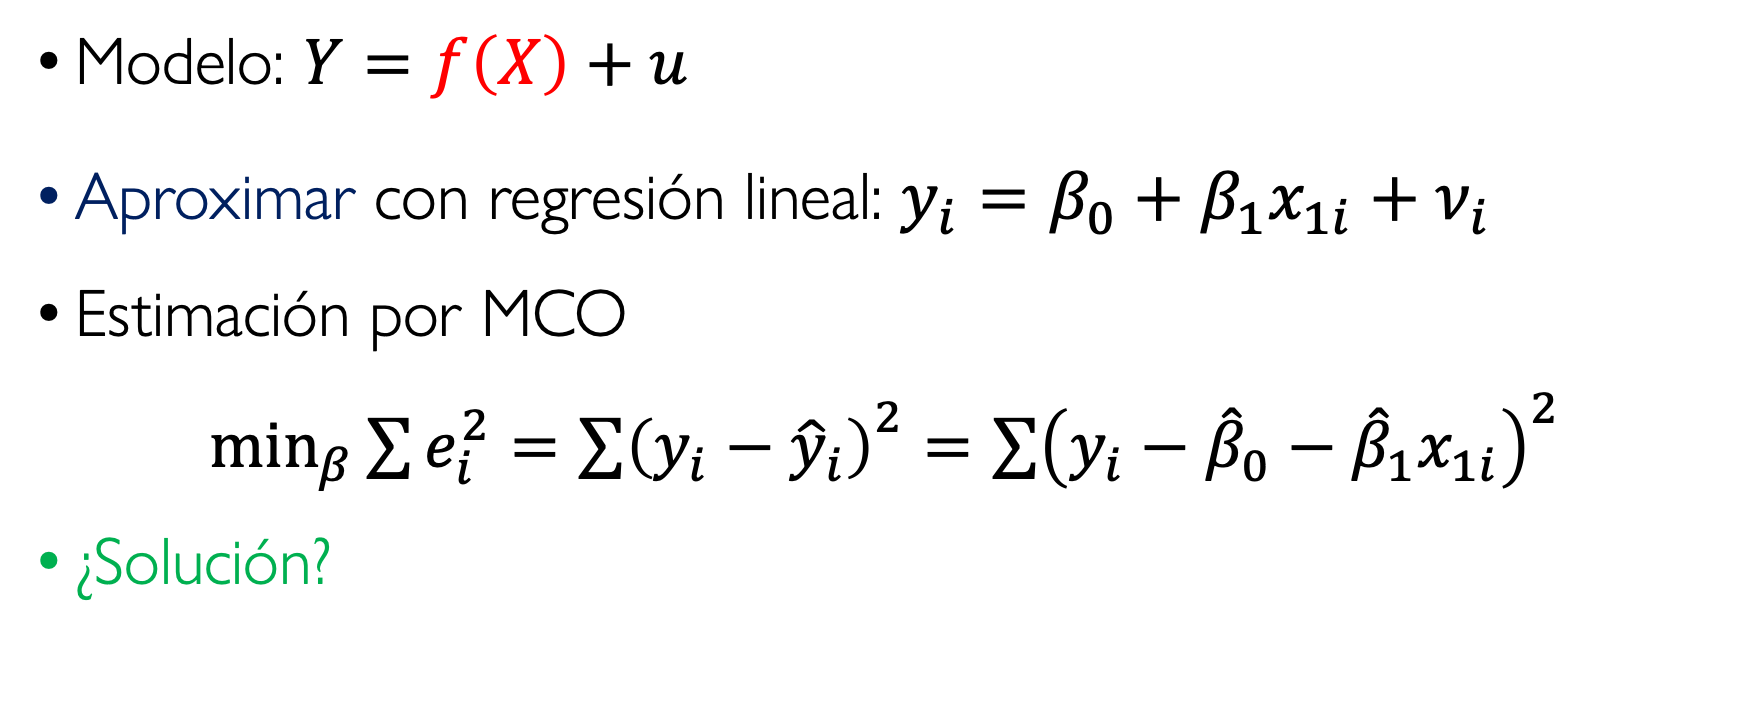 • Modelo: Y = f(X) + u
• Aproximar con regresión lineal: yᵢ = β₀ + β₁x₁ᵢ + νᵢ
• Estimación por MCO
min_β ∑ eᵢ² = ∑(yᵢ − ŷᵢ)² = ∑(yᵢ − β̂₀ − β̂₁x₁ᵢ)²
• ¿Solución?